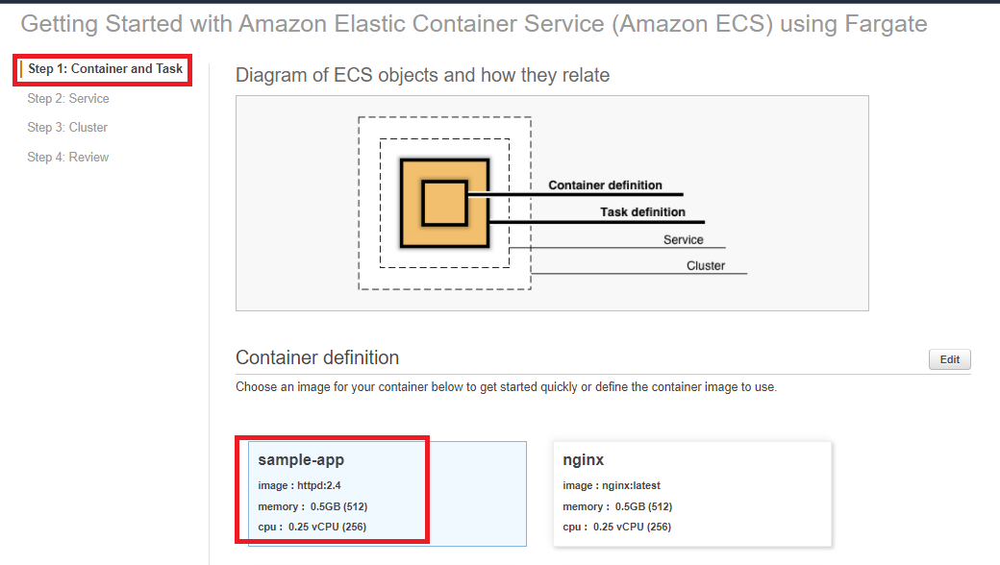 Getting Started with Amazon Elastic Container Service (Amazon ECS) using Fargate
Step 1: Container and Task
Step 2: Service
Step 3: Cluster
Step 4: Review
Diagram of ECS objects and how they relate
Container definition
Task definition
Service
Cluster
Container definition
Edit
Choose an image for your container below to get started quickly or define the container image to use.
sample-app
image : httpd:2.4
memory : 0.5GB (512)
cpu : 0.25 vCPU (256)
nginx
image : nginx:latest
memory : 0.5GB (512)
cpu : 0.25 vCPU (256)